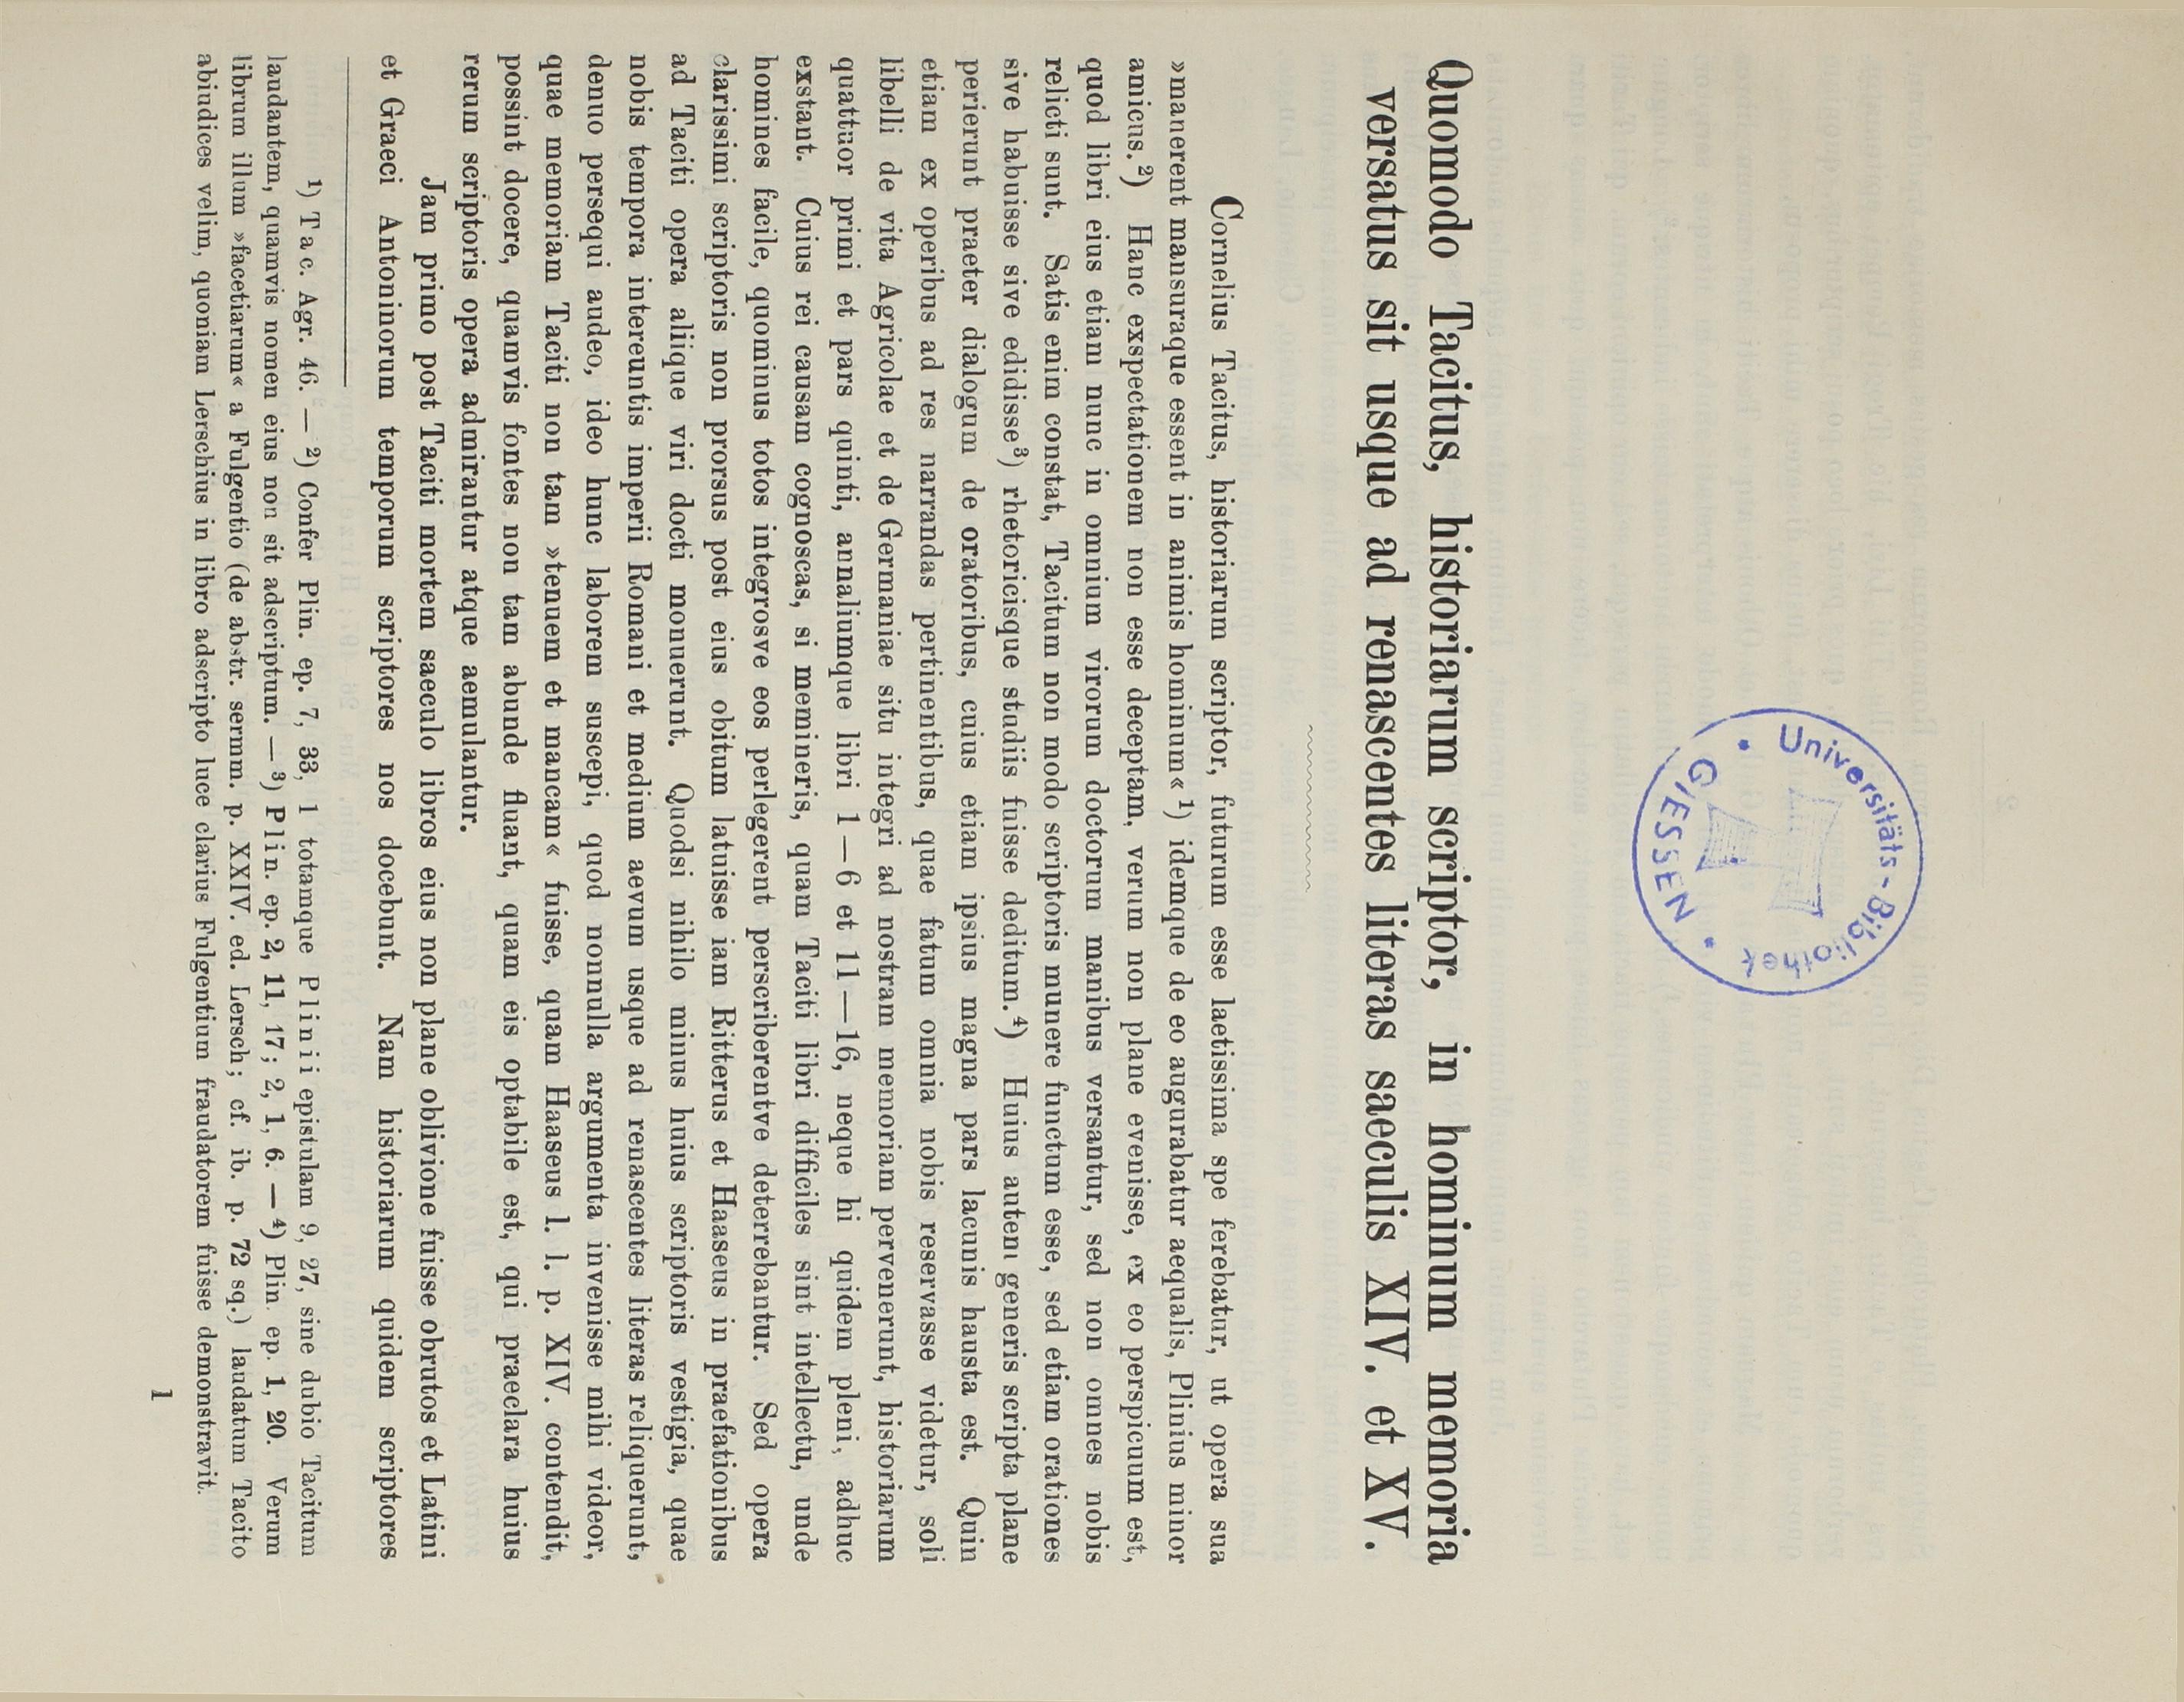 Universitäts-Bibliothek
GIESSEN
Quomodo Tacitus, historiarum scriptor, in hominum memoria
versatus sit usque ad renascentes literas saeculis XIV. et XV.
Cornelius Tacitus, historiarum scriptor, futurum esse laetissima spe ferebatur, ut opera sua
»manerent mansuraque essent in animis hominum«¹) idemque de eo augurabatur aequalis, Plinius minor
amicus.²) Hanc exspectationem non esse deceptam, verum non plane evenisse, ex eo perspicuum est,
quod libri eius etiam nunc in omnium virorum doctorum manibus versantur, sed non omnes nobis
relicti sunt. Satis enim constat, Tacitum non modo scriptoris munere functum esse, sed etiam orationes
sive habuisse sive edidisse³) rhetoricisque studiis fuisse deditum.⁴) Huius autem generis scripta plane
perierunt praeter dialogum de oratoribus, cuius etiam ipsius magna pars lacunis hausta est. Quin
etiam ex operibus ad res narrandas pertinentibus, quae fatum omnia nobis reservasse videtur, soli
libelli de vita Agricolae et de Germaniae situ integri ad nostram memoriam pervenerunt, historiarum
quattuor primi et pars quinti, annaliumque libri 1—6 et 11—16, neque hi quidem pleni, adhuc
exstant. Cuius rei causam cognoscas, si memineris, quam Taciti libri difficiles sint intellectu, unde
homines facile, quominus totos integrosve eos perlegerent perscriberentve deterrebantur. Sed opera
clarissimi scriptoris non prorsus post eius obitum latuisse iam Ritterus et Haaseus in praefationibus
ad Taciti opera aliique viri docti monuerunt. Quodsi nihilo minus huius scriptoris vestigia, quae
nobis tempora intereuntis imperii Romani et medium aevum usque ad renascentes literas reliquerunt,
denuo persequi audeo, ideo hunc laborem suscepi, quod nonnulla argumenta invenisse mihi videor,
quae memoriam Taciti non tam »tenuem et mancam« fuisse, quam Haaseus l. l. p. XIV. contendit,
possint docere, quamvis fontes non tam abunde fluant, quam eis optabile est, qui praeclara huius
rerum scriptoris opera admirantur atque aemulantur.
Jam primo post Taciti mortem saeculo libros eius non plane oblivione fuisse obrutos et Latini
et Graeci Antoninorum temporum scriptores nos docebunt. Nam historiarum quidem scriptores
¹) Tac. Agr. 46. — ²) Confer Plin. ep. 7, 33, 1 totamque Plinii epistulam 9, 27, sine dubio Tacitum
laudantem, quamvis nomen eius non sit adscriptum. — ³) Plin. ep. 2, 11, 17; 2, 1, 6. — ⁴) Plin. ep. 1, 20. Verum
librum illum »facetiarum« a Fulgentio (de abstr. sermm. p. XXIV. ed. Lersch; cf. ib. p. 72 sq.) laudatum Tacito
abiudices velim, quoniam Lerschius in libro adscripto luce clarius Fulgentium fraudatorem fuisse demonstravit.
1